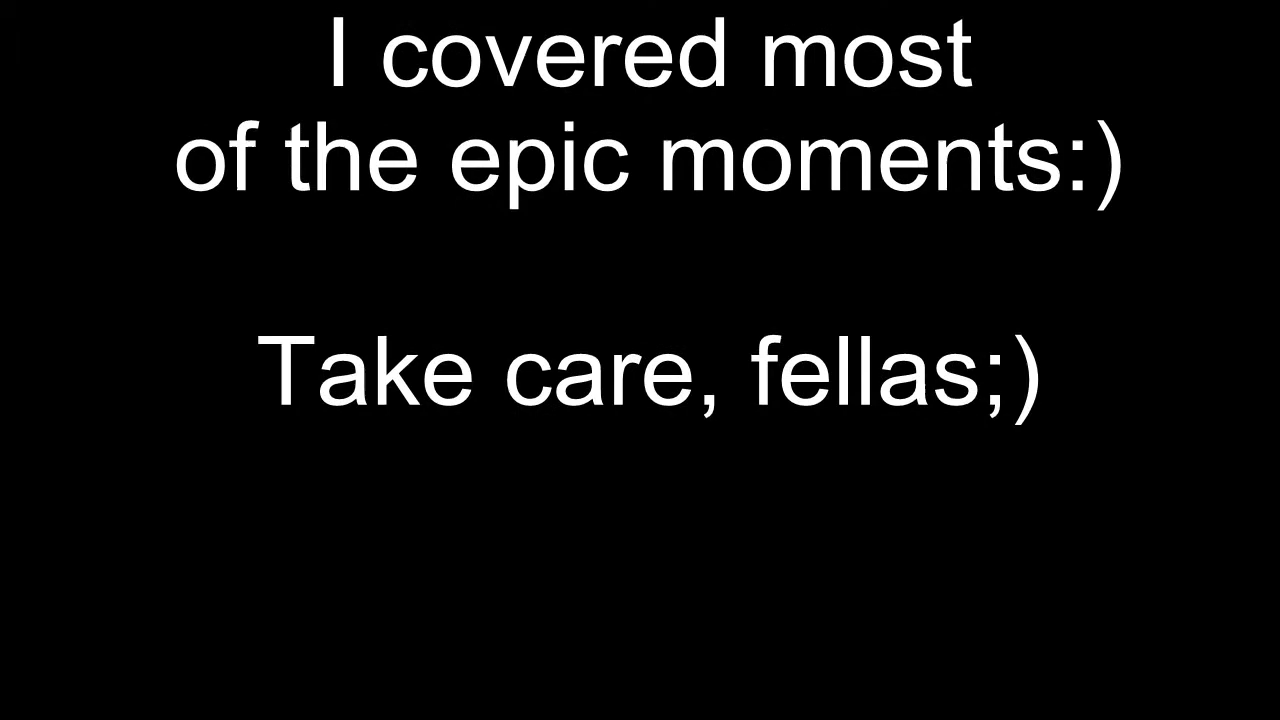 I covered most
of the epic moments:)
Take care, fellas;)